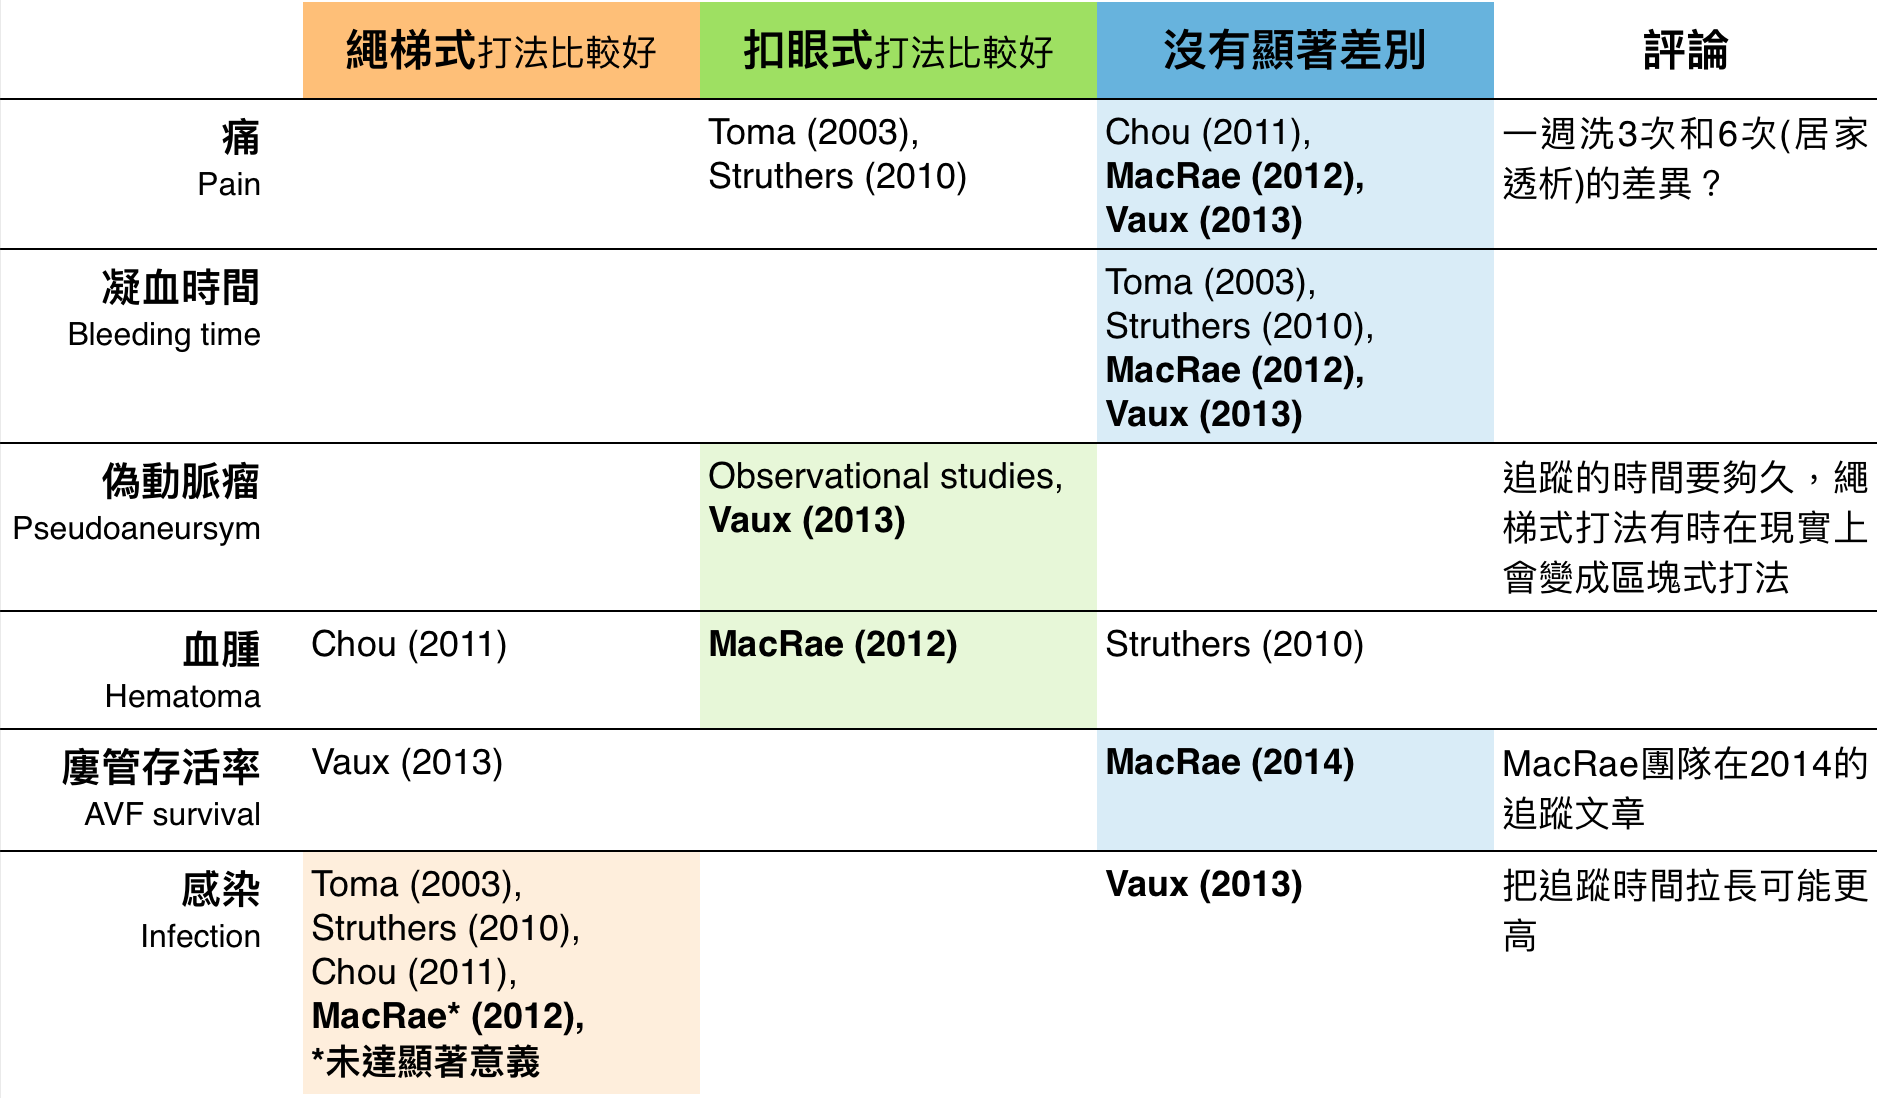 繩梯式打法比較好 扣眼式打法比較好 沒有顯著差別 評論
痛
Pain
Toma (2003),
Struthers (2010)
Chou (2011),
MacRae (2012),
Vaux (2013)
一週洗3次和6次(居家
透析)的差異？
凝血時間
Bleeding time
Toma (2003),
Struthers (2010),
MacRae (2012),
Vaux (2013)
偽動脈瘤
Pseudoaneursym
Observational studies,
Vaux (2013)
追蹤的時間要夠久，繩
梯式打法有時在現實上
會變成區塊式打法
血腫
Hematoma
Chou (2011)
MacRae (2012)
Struthers (2010)
廔管存活率
AVF survival
Vaux (2013)
MacRae (2014)
MacRae團隊在2014的
追蹤文章
感染
Infection
Toma (2003),
Struthers (2010),
Chou (2011),
MacRae* (2012),
*未達顯著意義
Vaux (2013)
把追蹤時間拉長可能更
高